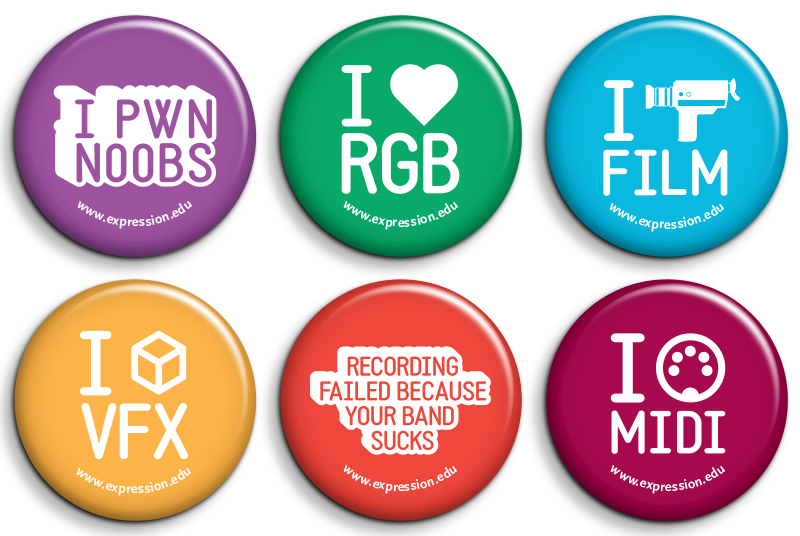 I PWN
NOOBS
www.expression.edu
I
RGB
www.expression.edu
I
FILM
www.expression.edu
I
VFX
www.expression.edu
RECORDING
FAILED BECAUSE
YOUR BAND
SUCKS
www.expression.edu
I
MIDI
www.expression.edu